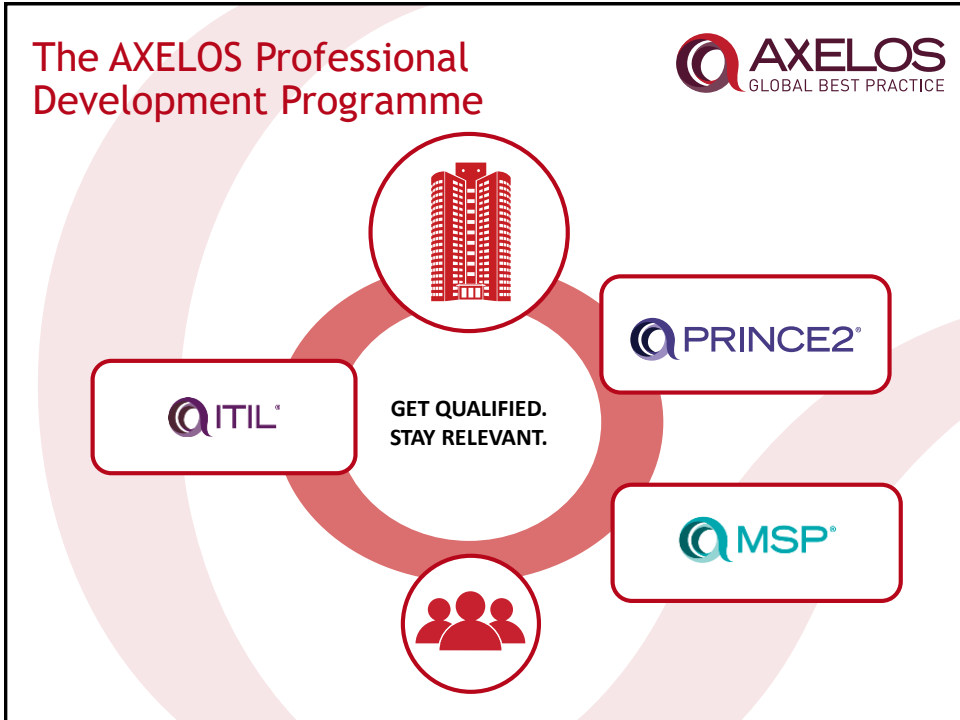 The AXELOS Professional
Development Programme
AXELOS
GLOBAL BEST PRACTICE
PRINCE2®
ITIL®
GET QUALIFIED.
STAY RELEVANT.
MSP®